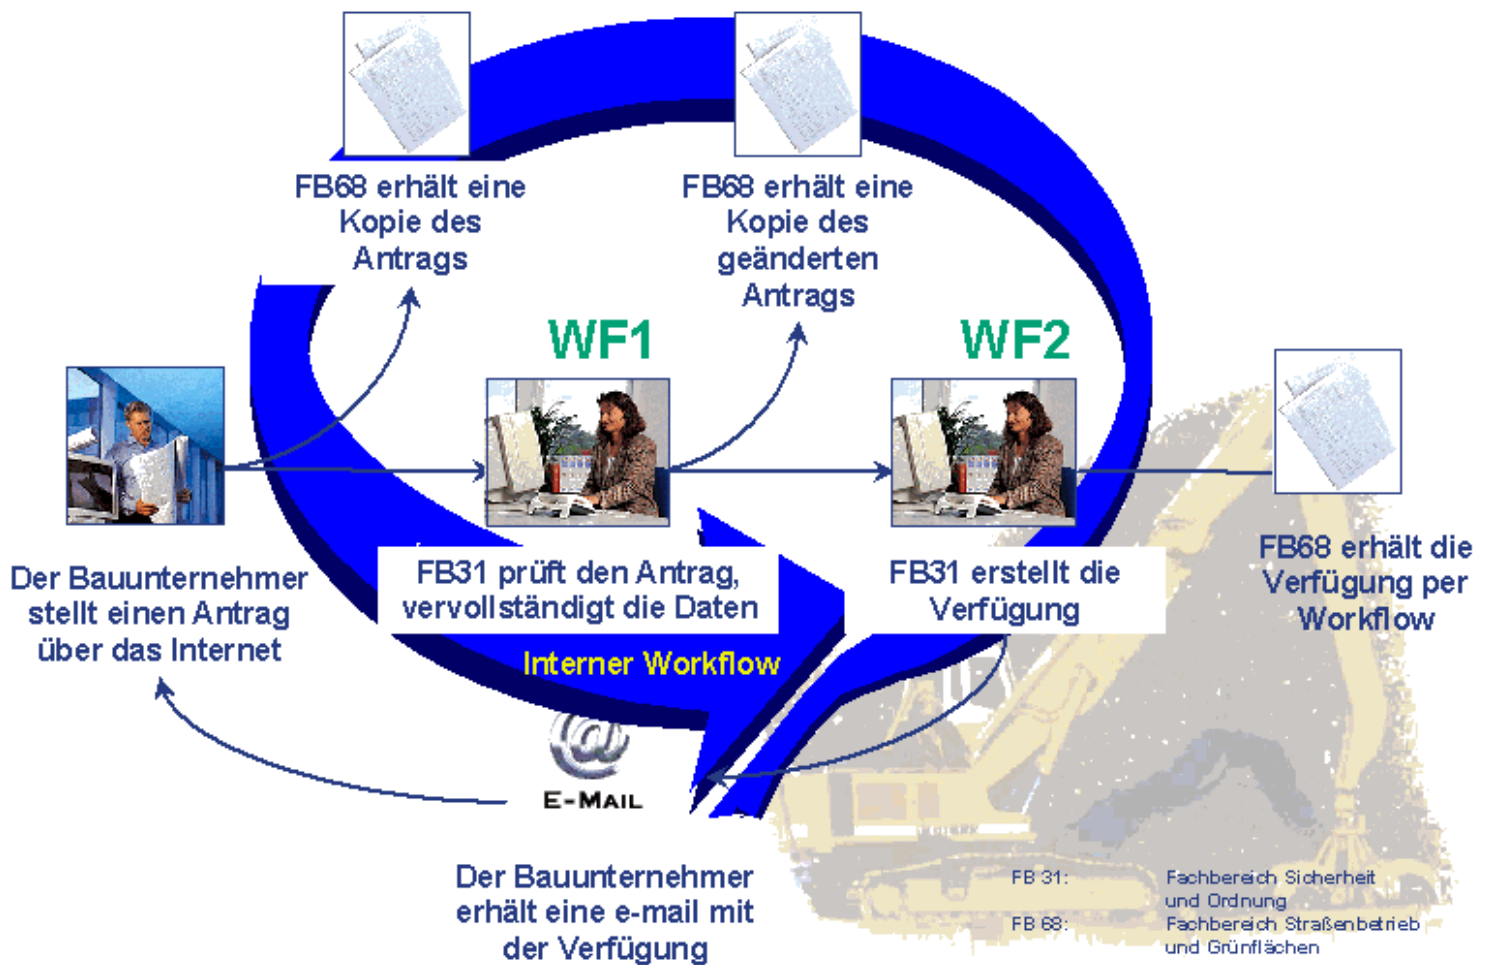 FB68 erhält eine
Kopie des
Antrags
FB68 erhält eine
Kopie des
geänderten
Antrags
WF1
WF2
Der Bauunternehmer
stellt einen Antrag
über das Internet
FB31 prüft den Antrag,
vervollständigt die Daten
FB31 erstellt die
Verfügung
FB68 erhält die
Verfügung per
Workflow
Interner Workflow
E-MAIL
Der Bauunternehmer
erhält eine e-mail mit
der Verfügung
FB 31: Fachbereich Sicherheit
und Ordnung
FB 68: Fachbereich Straßenbetrieb
und Grünflächen